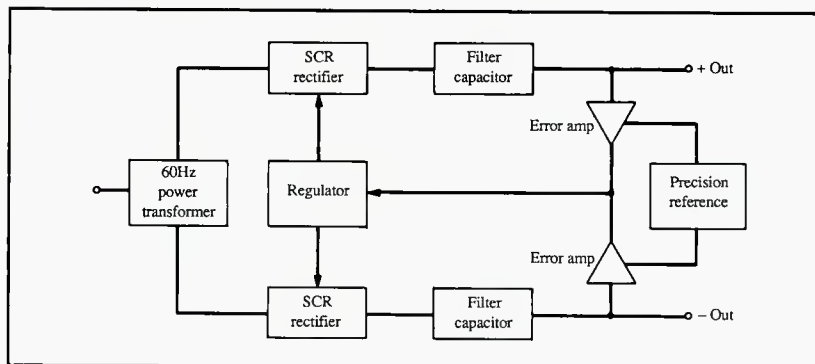 SCR
rectifier
Filter
capacitor
+ Out
Error amp
60Hz
power
transformer
Regulator
Precision
reference
Error amp
SCR
rectifier
Filter
capacitor
– Out